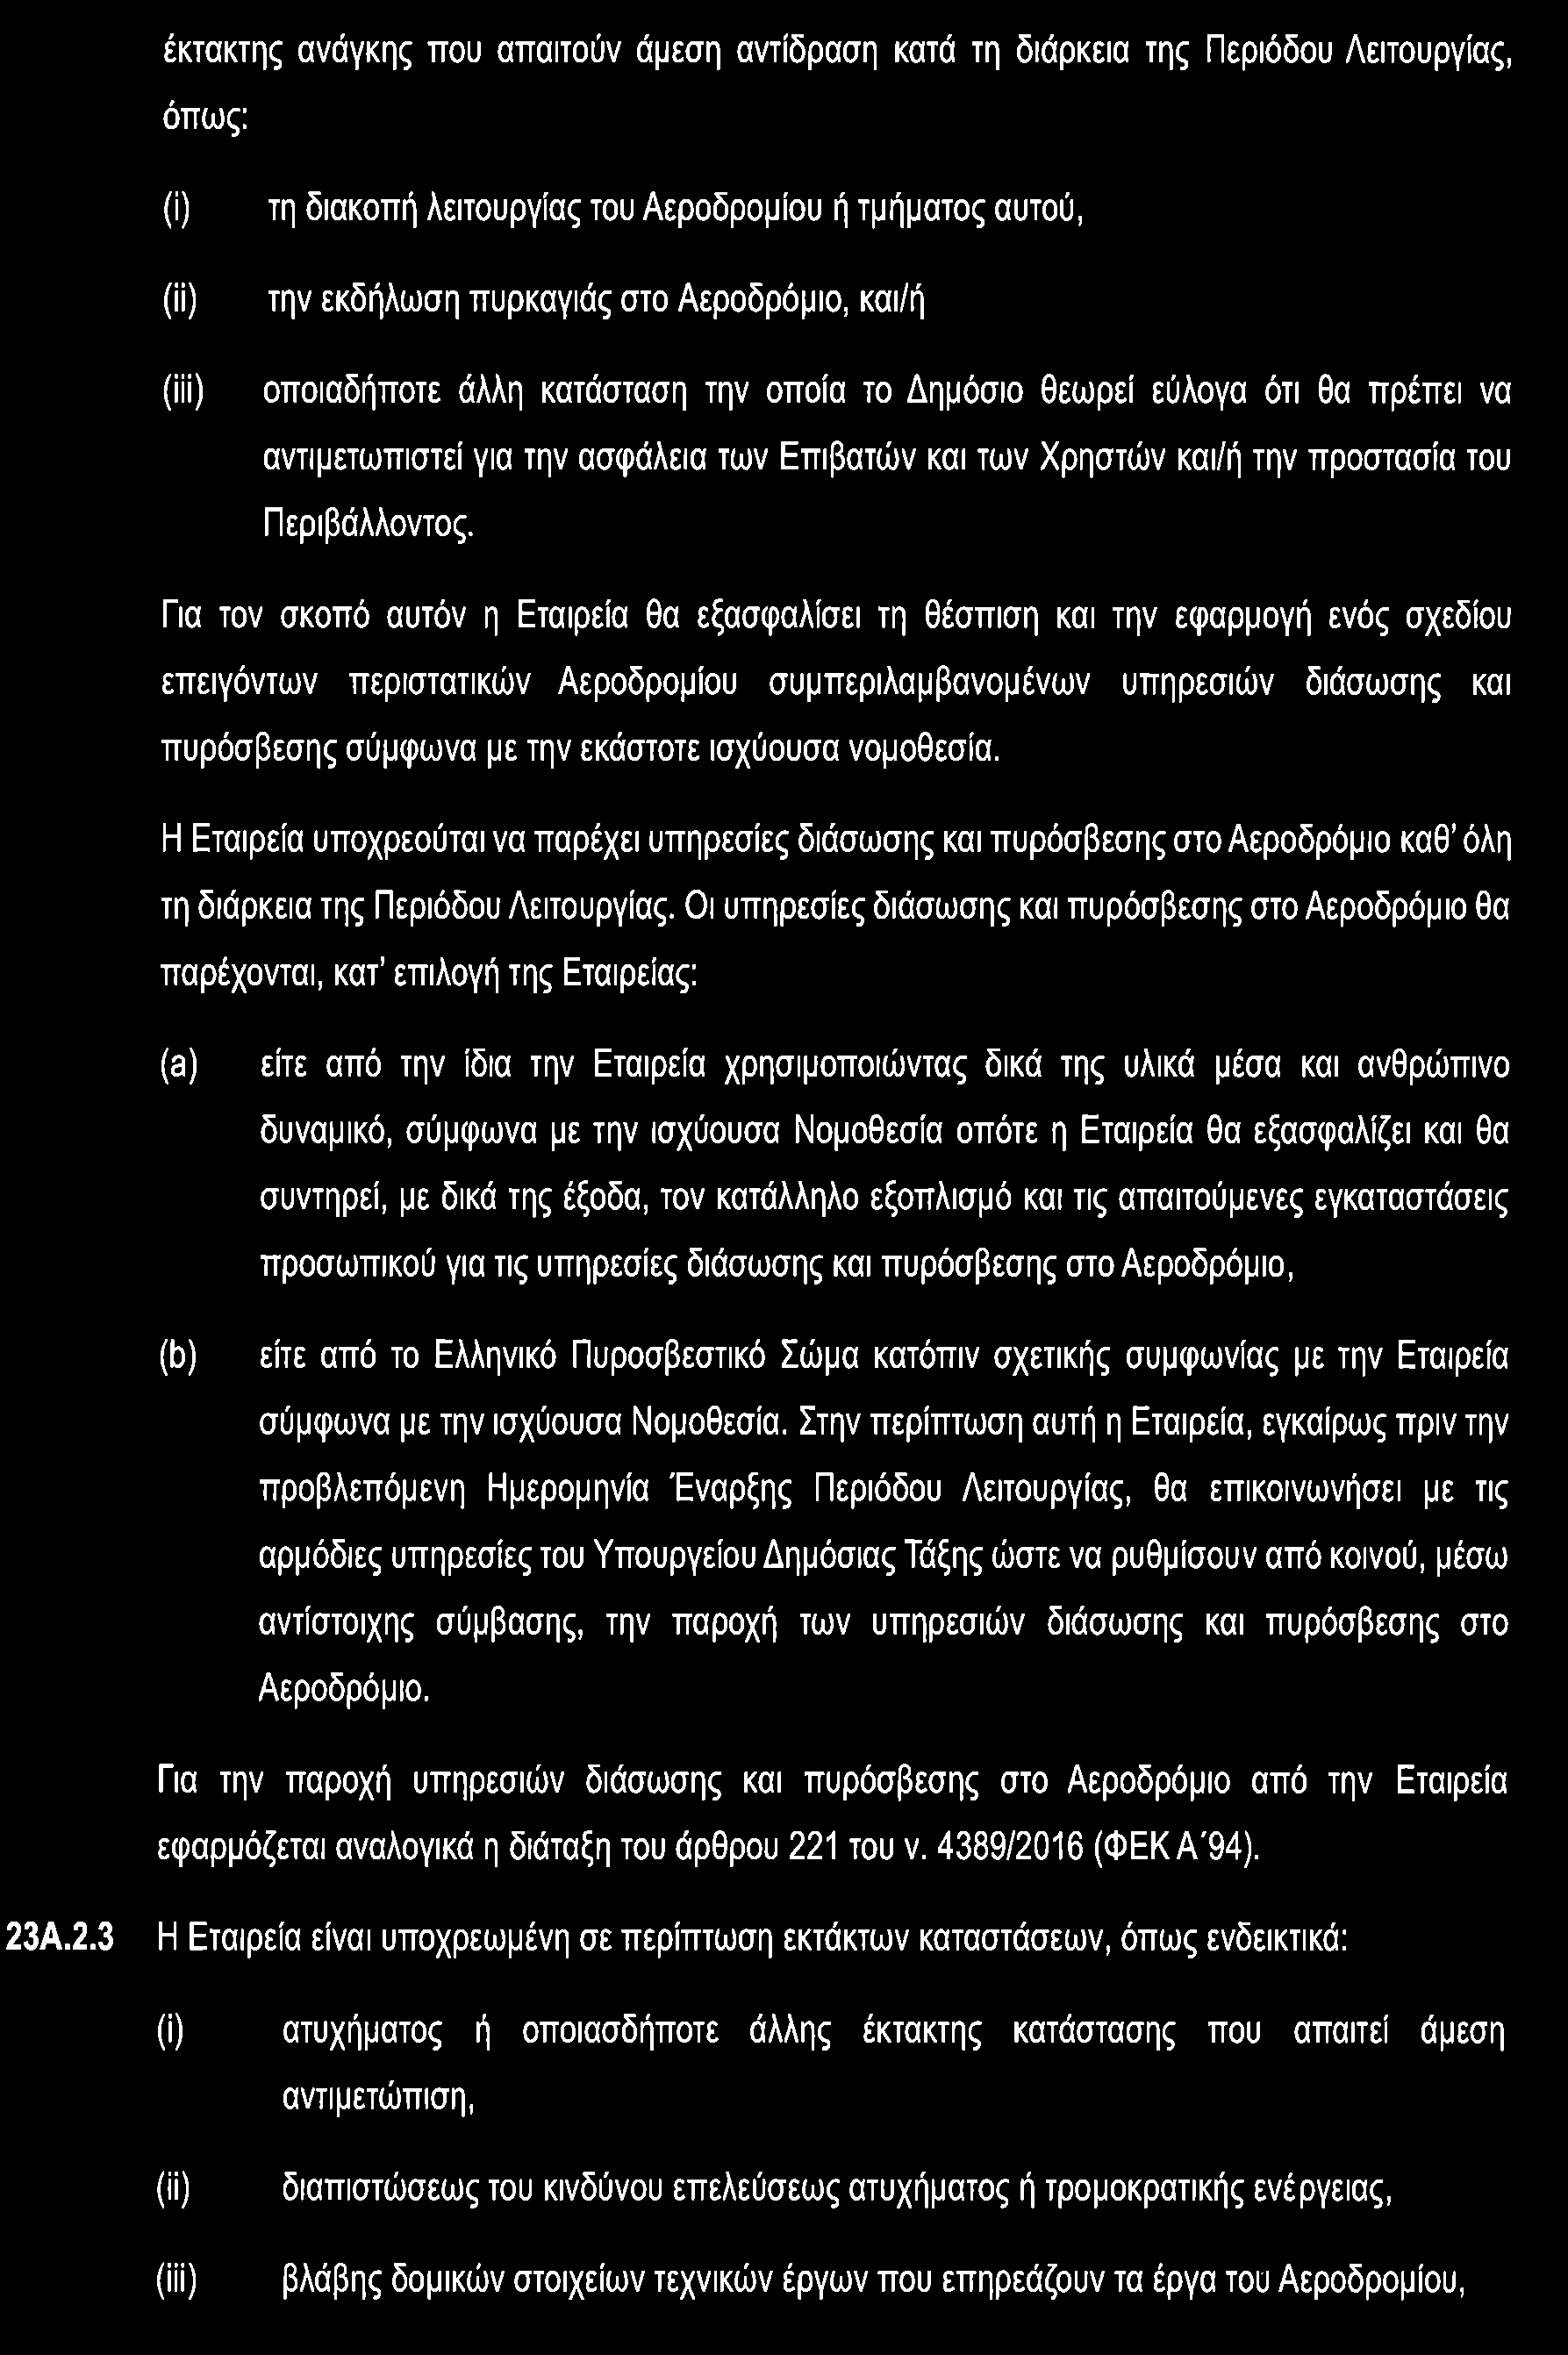 έκτακτης ανάγκης που απαιτούν άμεση αντίδραση κατά τη διάρκεια της Περιόδου Λειτουργίας,
όπως:
(i) τη διακοπή λειτουργίας του Αεροδρομίου ή τμήματος αυτού,
(ii) την εκδήλωση πυρκαγιάς στο Αεροδρόμιο, και/ή
(iii) οποιαδήποτε άλλη κατάσταση την οποία το Δημόσιο θεωρεί εύλογα ότι θα πρέπει να
αντιμετωπιστεί για την ασφάλεια των Επιβατών και των Χρηστών και/ή την προστασία του
Περιβάλλοντος.
Για τον σκοπό αυτόν η Εταιρεία θα εξασφαλίσει τη θέσπιση και την εφαρμογή ενός σχεδίου
επειγόντων περιστατικών Αεροδρομίου συμπεριλαμβανομένων υπηρεσιών διάσωσης και
πυρόσβεσης σύμφωνα με την εκάστοτε ισχύουσα νομοθεσία.
Η Εταιρεία υποχρεούται να παρέχει υπηρεσίες διάσωσης και πυρόσβεσης στο Αεροδρόμιο καθ’ όλη
τη διάρκεια της Περιόδου Λειτουργίας. Οι υπηρεσίες διάσωσης και πυρόσβεσης στο Αεροδρόμιο θα
παρέχονται, κατ’ επιλογή της Εταιρείας:
(a) είτε από την ίδια την Εταιρεία χρησιμοποιώντας δικά της υλικά μέσα και ανθρώπινο
δυναμικό, σύμφωνα με την ισχύουσα Νομοθεσία οπότε η Εταιρεία θα εξασφαλίζει και θα
συντηρεί, με δικά της έξοδα, τον κατάλληλο εξοπλισμό και τις απαιτούμενες εγκαταστάσεις
προσωπικού για τις υπηρεσίες διάσωσης και πυρόσβεσης στο Αεροδρόμιο,
(b) είτε από το Ελληνικό Πυροσβεστικό Σώμα κατόπιν σχετικής συμφωνίας με την Εταιρεία
σύμφωνα με την ισχύουσα Νομοθεσία. Στην περίπτωση αυτή η Εταιρεία, εγκαίρως πριν την
προβλεπόμενη Ημερομηνία Έναρξης Περιόδου Λειτουργίας, θα επικοινωνήσει με τις
αρμόδιες υπηρεσίες του Υπουργείου Δημόσιας Τάξης ώστε να ρυθμίσουν από κοινού, μέσω
αντίστοιχης σύμβασης, την παροχή των υπηρεσιών διάσωσης και πυρόσβεσης στο
Αεροδρόμιο.
Για την παροχή υπηρεσιών διάσωσης και πυρόσβεσης στο Αεροδρόμιο από την Εταιρεία
εφαρμόζεται αναλογικά η διάταξη του άρθρου 221 του ν. 4389/2016 (ΦΕΚ Α΄94).
23Α.2.3 Η Εταιρεία είναι υποχρεωμένη σε περίπτωση εκτάκτων καταστάσεων, όπως ενδεικτικά:
(i) ατυχήματος ή οποιασδήποτε άλλης έκτακτης κατάστασης που απαιτεί άμεση
αντιμετώπιση,
(ii) διαπιστώσεως του κινδύνου επελεύσεως ατυχήματος ή τρομοκρατικής ενέργειας,
(iii) βλάβης δομικών στοιχείων τεχνικών έργων που επηρεάζουν τα έργα του Αεροδρομίου,